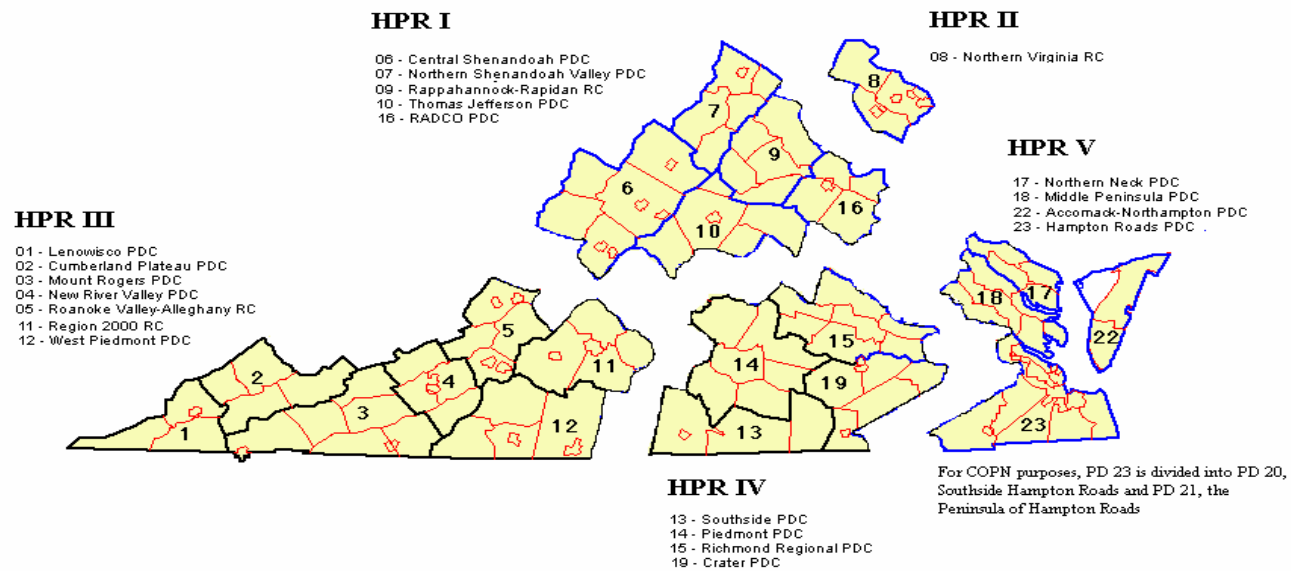 HPR I
06 - Central Shenandoah PDC
07 - Northern Shenandoah Valley PDC
09 - Rappahannock-Rapidan RC
10 - Thomas Jefferson PDC
16 - RADCO PDC
HPR II
08 - Northern Virginia RC
HPR V
17 - Northern Neck PDC
18 - Middle Peninsula PDC
22 - Accomack-Northampton PDC
23 - Hampton Roads PDC
HPR III
01 - Lenowisco PDC
02 - Cumberland Plateau PDC
03 - Mount Rogers PDC
04 - New River Valley PDC
05 - Roanoke Valley-Alleghany RC
11 - Region 2000 RC
12 - West Piedmont PDC
8
7
9
6
16
10
18
17
22
5
15
11
14
2
4
19
3
1
12
13
23
For COPN purposes, PD 23 is divided into PD 20,
Southside Hampton Roads and PD 21, the
Peninsula of Hampton Roads
HPR IV
13 - Southside PDC
14 - Piedmont PDC
15 - Richmond Regional PDC
19 - Crater PDC